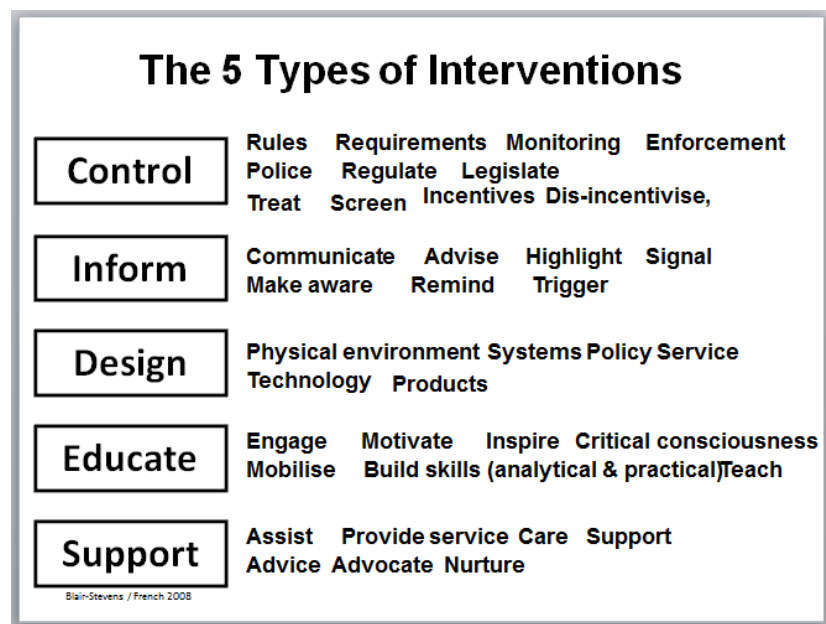 The 5 Types of Interventions
Control
Rules Requirements Monitoring Enforcement
Police Regulate Legislate
Treat Screen Incentives Dis-incentivise,
Inform
Communicate Advise Highlight Signal
Make aware Remind Trigger
Design
Physical environment Systems Policy Service
Technology Products
Educate
Engage Motivate Inspire Critical consciousness
Mobilise Build skills (analytical & practical) Teach
Support
Assist Provide service Care Support
Advice Advocate Nurture
Blair-Stevens / French 2008